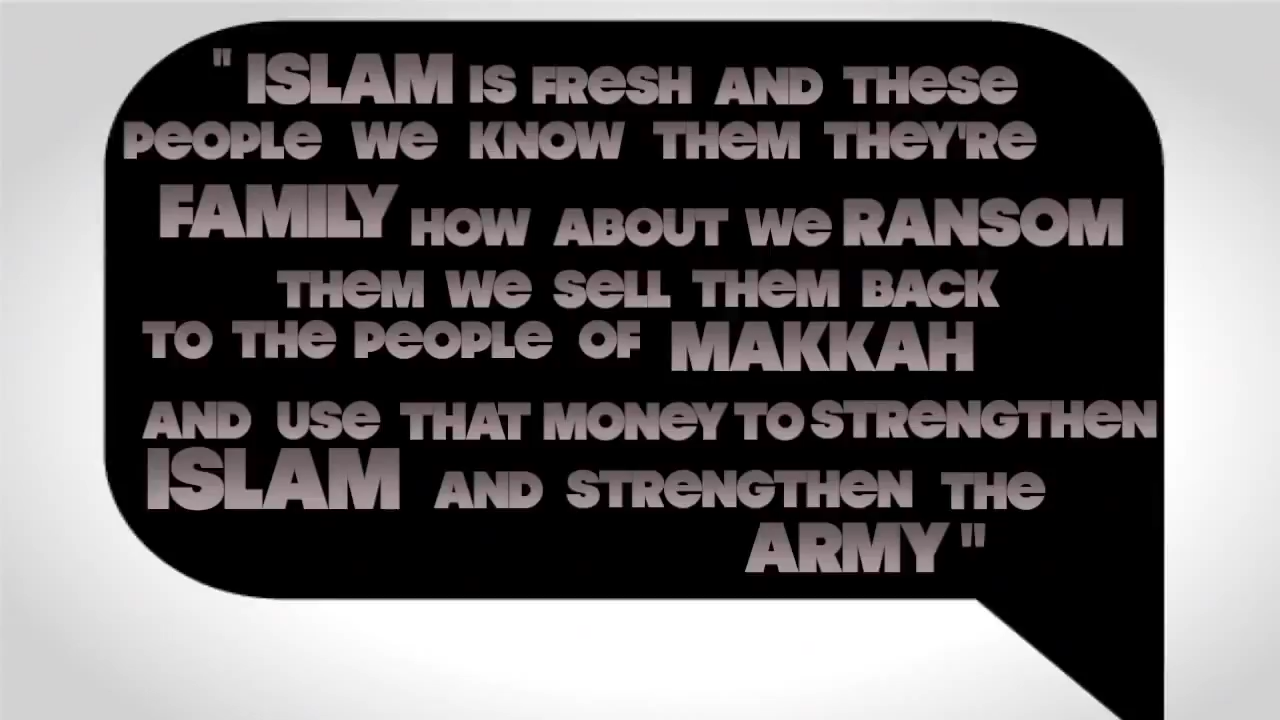 " ISLAM IS FRESH AND THESE
PEOPLE WE KNOW THEM THEY'RE
FAMILY HOW ABOUT WE RANSOM
THEM WE SELL THEM BACK
TO THE PEOPLE OF MAKKAH
AND USE THAT MONEY TO STRENGTHEN
ISLAM AND STRENGTHEN THE
ARMY "